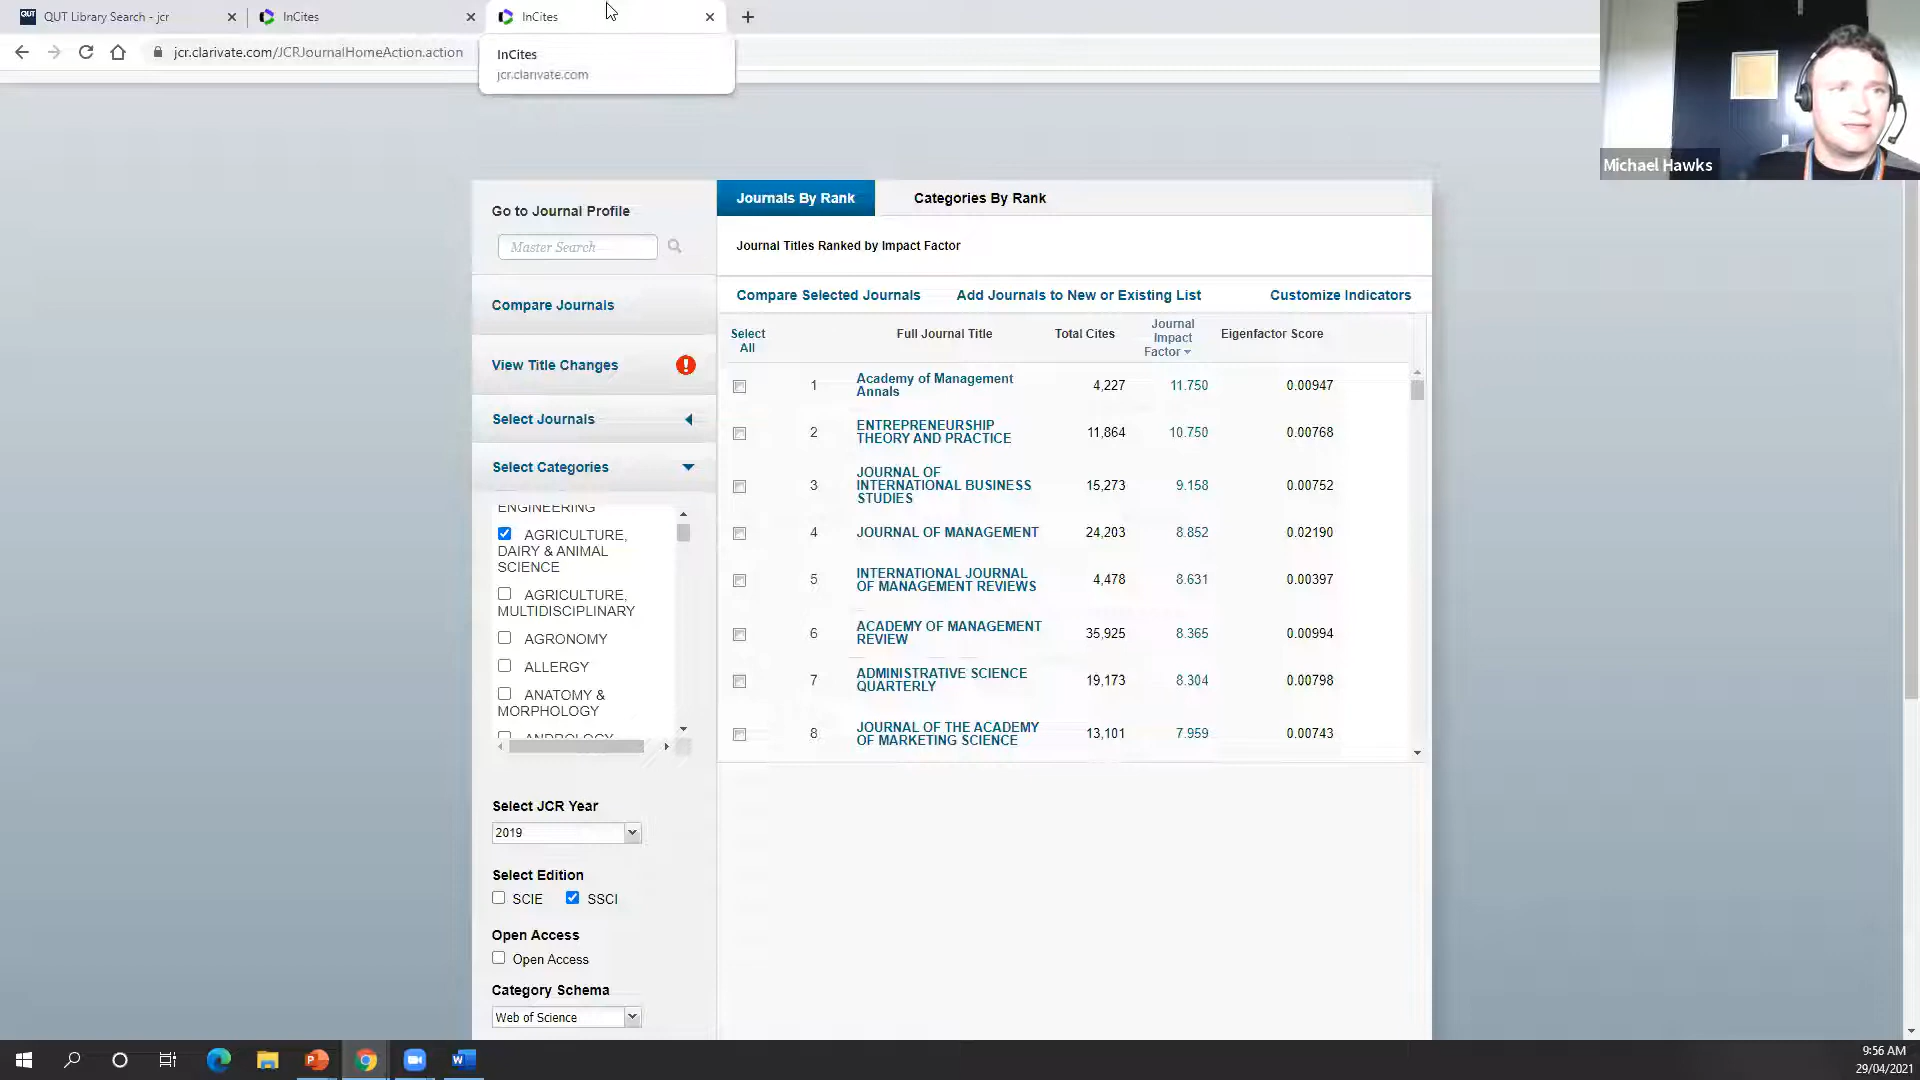 QUT Library Search - jcr
InCites
InCites
jcr.clarivate.com/JCRJournalHomeAction.action
InCites
jcr.clarivate.com
Michael Hawks
Go to Journal Profile
Master Search
Compare Journals
View Title Changes
Select Journals
Select Categories
ENGINEERING
AGRICULTURE,
DAIRY & ANIMAL
SCIENCE
AGRICULTURE,
MULTIDISCIPLINARY
AGRONOMY
ALLERGY
ANATOMY &
MORPHOLOGY
ANDROLOGY
Select JCR Year
2019
Select Edition
SCIE SSCI
Open Access
Open Access
Category Schema
Web of Science
Journals By Rank Categories By Rank
Journal Titles Ranked by Impact Factor
Compare Selected Journals Add Journals to New or Existing List Customize Indicators
Select
All
Full Journal Title
Total Cites
Journal
Impact
Factor
Eigenfactor Score
1 Academy of Management
Annals
4,227 11.750 0.00947
2 ENTREPRENEURSHIP
THEORY AND PRACTICE
11,864 10.750 0.00768
3 JOURNAL OF
INTERNATIONAL BUSINESS
STUDIES
15,273 9.158 0.00752
4 JOURNAL OF MANAGEMENT 24,203 8.852 0.02190
5 INTERNATIONAL JOURNAL
OF MANAGEMENT REVIEWS
4,478 8.631 0.00397
6 ACADEMY OF MANAGEMENT
REVIEW
35,925 8.365 0.00994
7 ADMINISTRATIVE SCIENCE
QUARTERLY
19,173 8.304 0.00798
8 JOURNAL OF THE ACADEMY
OF MARKETING SCIENCE
13,101 7.959 0.00743
9:56 AM
29/04/2021